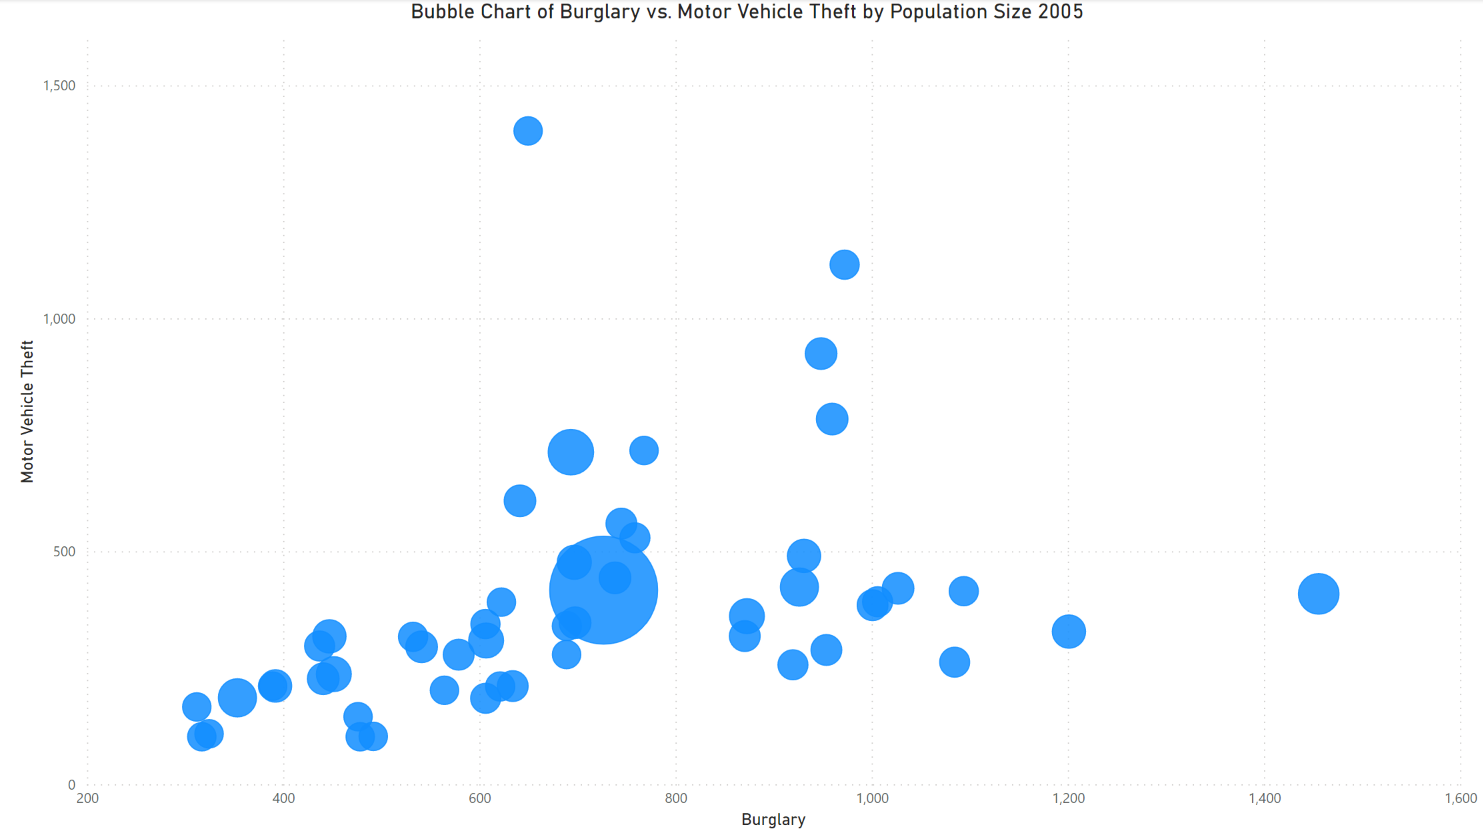 Bubble Chart of Burglary vs. Motor Vehicle Theft by Population Size 2005
1,500
1,000
500
0
Motor Vehicle Theft
200 400 600 800 1,000 1,200 1,400 1,600
Burglary